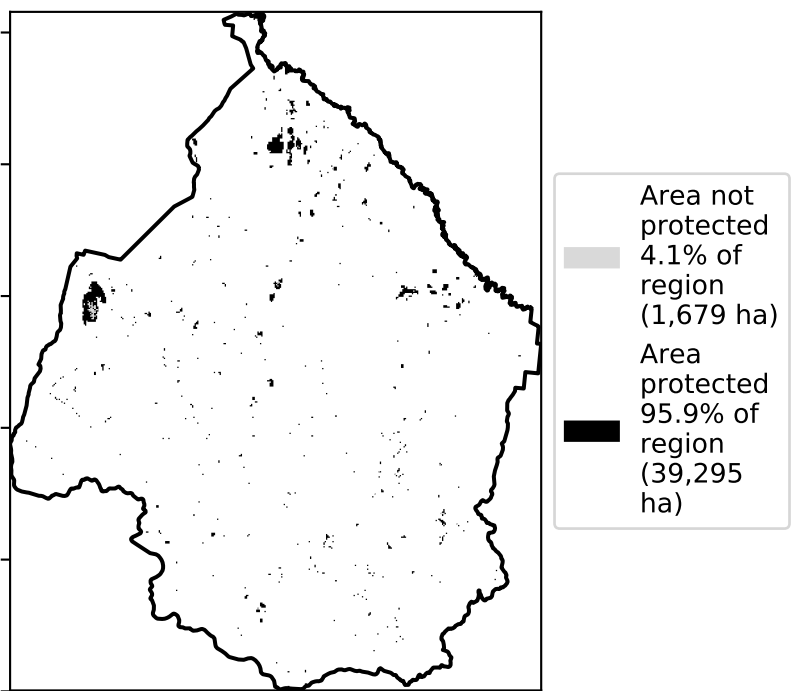 Area not
protected
4.1% of
region
(1,679 ha)
Area
protected
95.9% of
region
(39,295
ha)